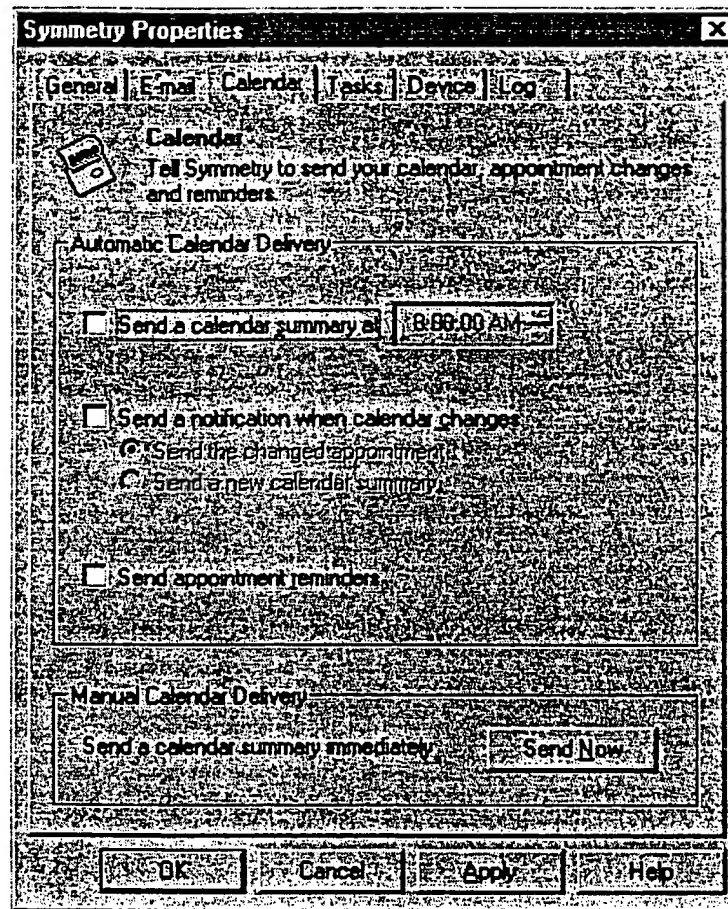 Symmetry Properties
General E-mail Calendar Tasks Device Log
Calendar
Tell Symmetry to send your calendar, appointment changes
and reminders.
Automatic Calendar Delivery
Send a calendar summary at 8:00:00 AM
Send a notification when calendar changes
Send the changed appointment
Send a new calendar summary
Send appointment reminders
Manual Calendar Delivery
Send a calendar summary immediately Send Now
OK Cancel Apply Help